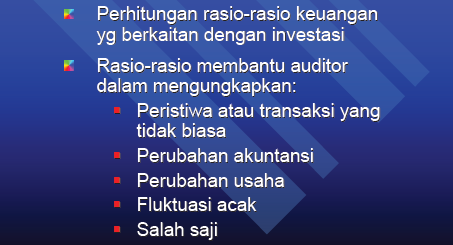 Perhitungan rasio-rasio keuangan
yg berkaitan dengan investasi
Rasio-rasio membantu auditor
dalam mengungkapkan:
Peristiwa atau transaksi yang
tidak biasa
Perubahan akuntansi
Perubahan usaha
Fluktuasi acak
Salah saji